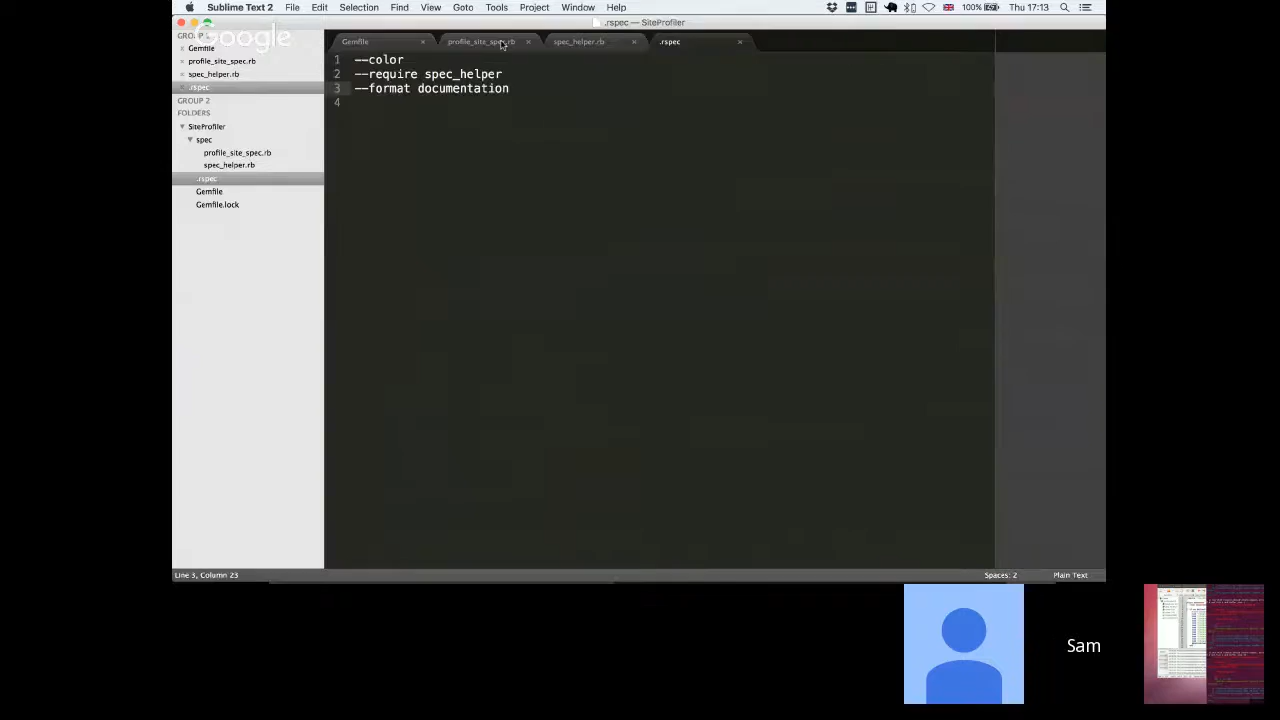 Sublime Text 2 File Edit Selection Find View Goto Tools Project Window Help 100% Thu 17:13
.rspec — SiteProfiler
Google
GROUP
Gemfile
profile_site_spec.rb
spec_helper.rb
.rspec
GROUP 2
FOLDERS
SiteProfiler
spec
profile_site_spec.rb
spec_helper.rb
.rspec
Gemfile
Gemfile.lock
Gemfile profile_site_spec.rb spec_helper.rb .rspec
1 --color
2 --require spec_helper
3 --format documentation
4
Line 3, Column 23 Spaces: 2 Plain Text
Sam